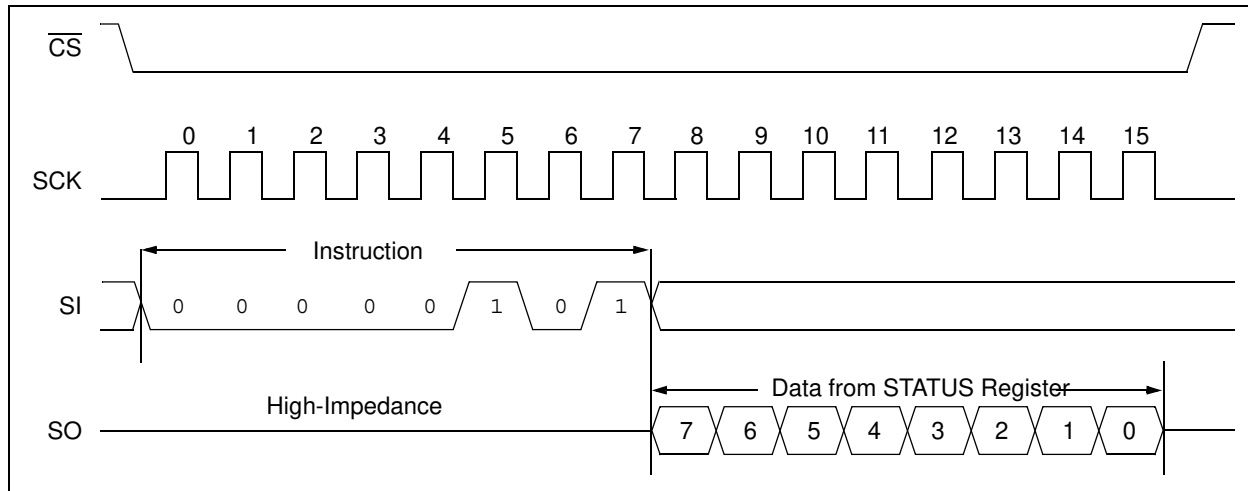 CS
0 1 2 3 4 5 6 7 8 9 10 11 12 13 14 15
SCK
Instruction
SI 0 0 0 0 0 1 0 1
Data from STATUS Register
High-Impedance
SO 7 6 5 4 3 2 1 0